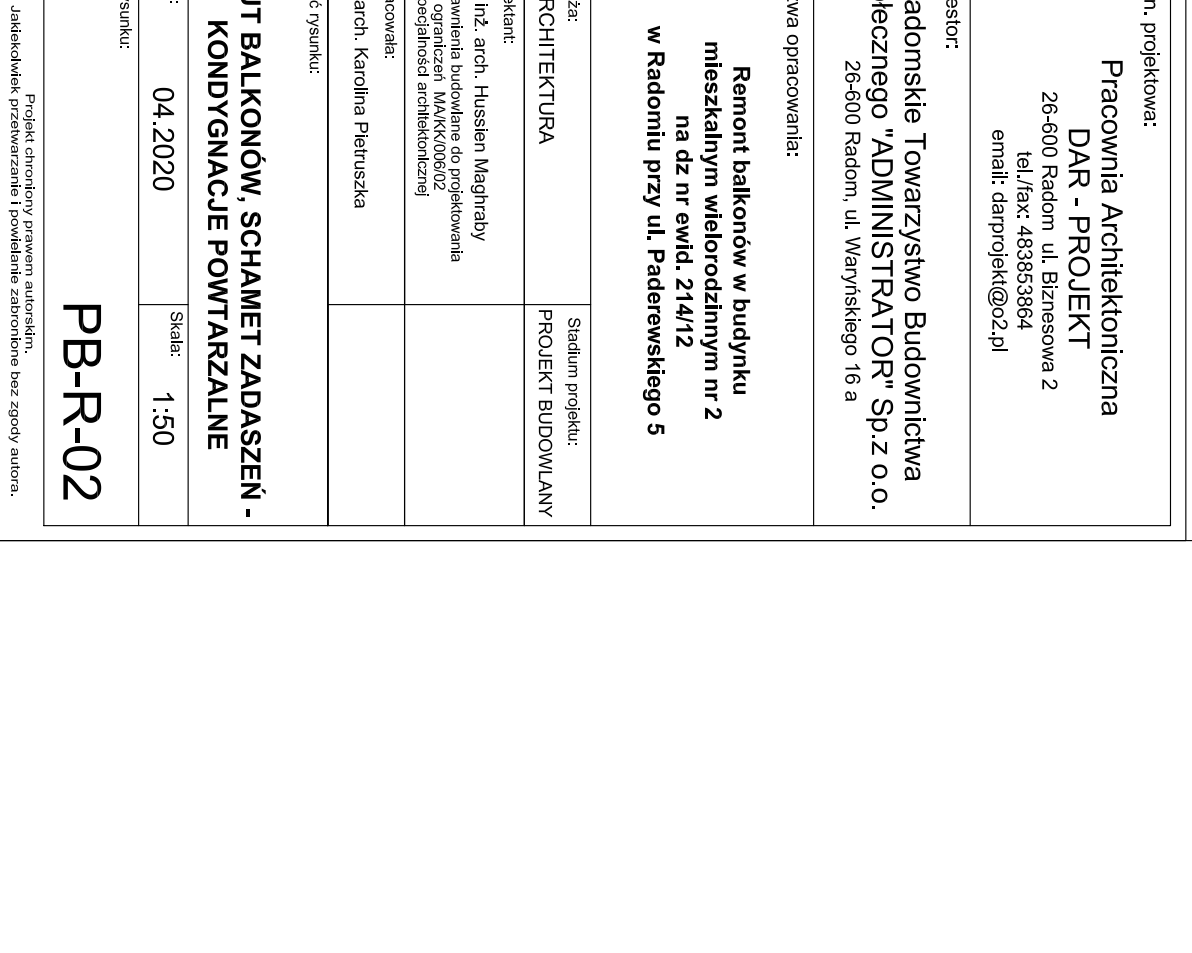 n. projektowa:
Pracownia Architektoniczna
DAR - PROJEKT
26-600 Radom ul. Biznesowa 2
tel./fax: 483853864
email: darprojekt@o2.pl
estor:
adomskie Towarzystwo Budownictwa
łecznego "ADMINISTRATOR" Sp.z o.o.
26-600 Radom, ul. Waryńskiego 16 a
wa opracowania:
Remont balkonów w budynku
mieszkalnym wielorodzinnym nr 2
na dz nr ewid. 214/12
w Radomiu przy ul. Paderewskiego 5
ża:
RCHITEKTURA
Stadium projektu:
PROJEKT BUDOWLANY
ektant:
inż. arch. Hussien Maghraby
awnienia budowlane do projektowania
ograniczeń MA/KK/006/02
pecjalności architektonicznej
acowała:
arch. Karolina Pietruszka
ć rysunku:
UT BALKONÓW, SCHAMET ZADASZEŃ -
KONDYGNACJE POWTARZALNE
:
04.2020
Skala:
1:50
ysunku:
PB-R-02
Projekt chroniony prawem autorskim.
Jakiekolwiek przetwarzanie i powielanie zabronione bez zgody autora.